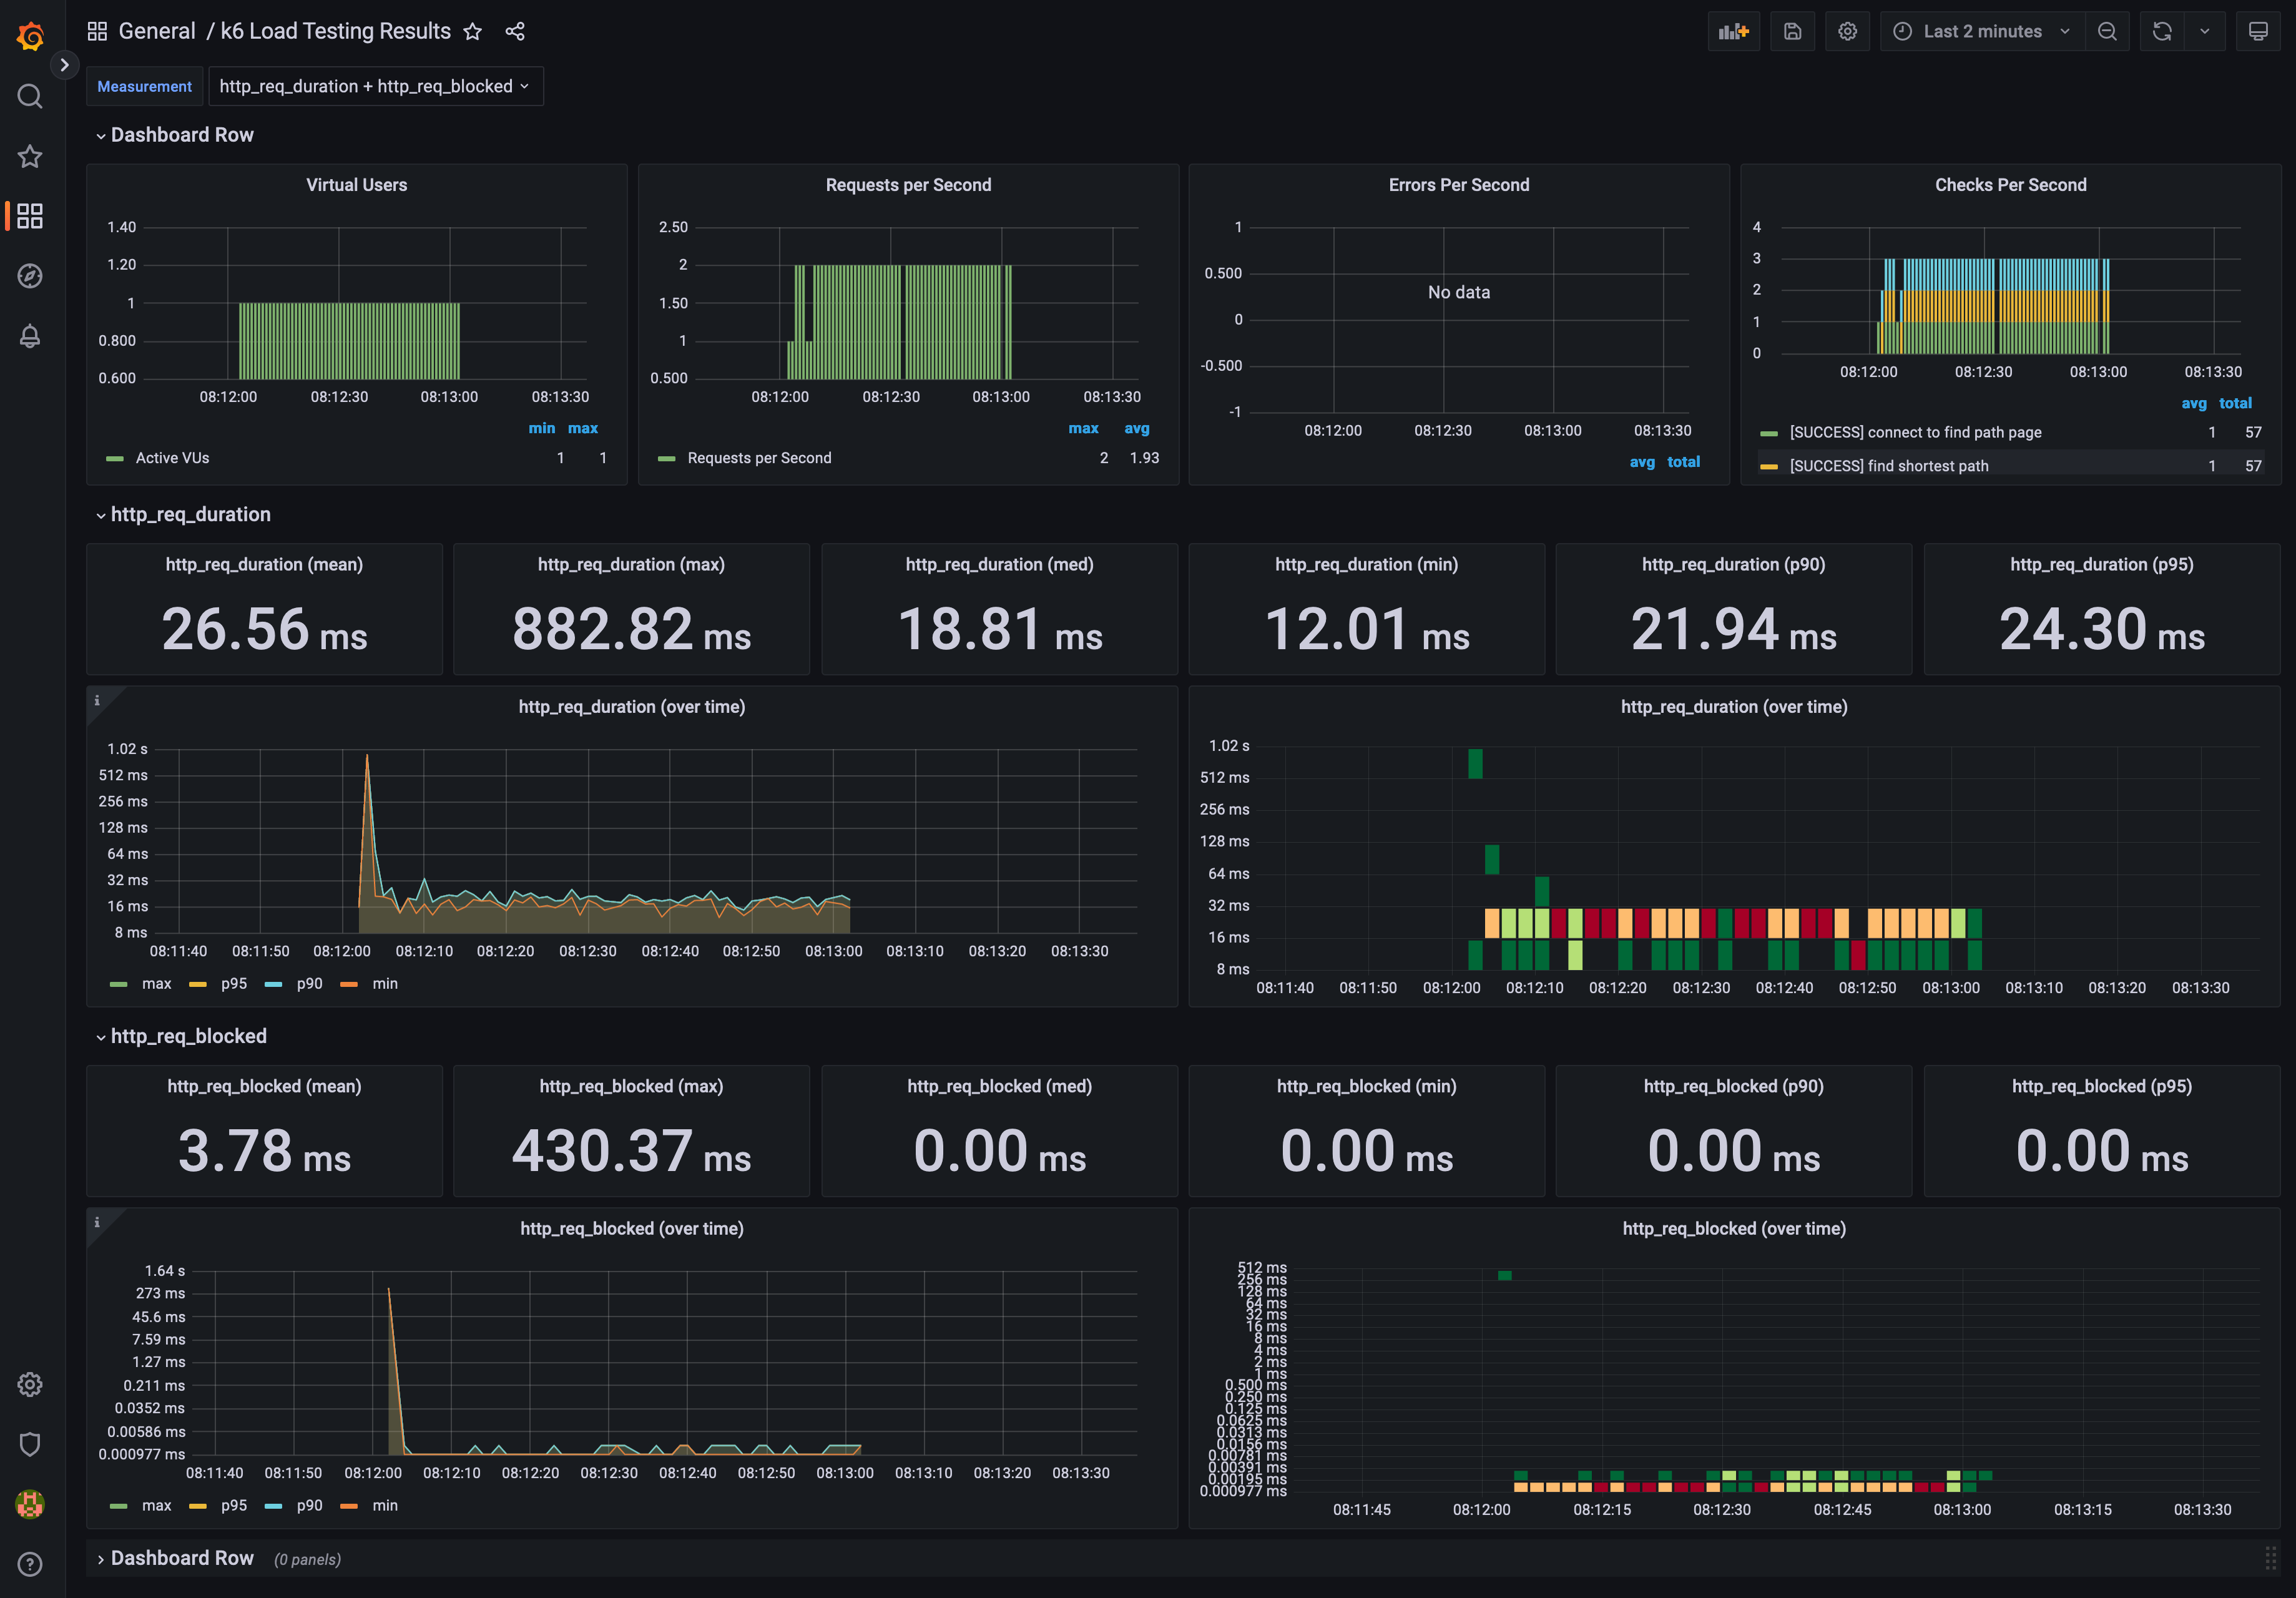 General / k6 Load Testing Results
Last 2 minutes
Measurement
http_req_duration + http_req_blocked
Dashboard Row
Virtual Users
1.40
1.20
1
0.800
0.600
08:12:00 08:12:30 08:13:00 08:13:30
min max
Active VUs 1 1
Requests per Second
2.50
2
1.50
1
0.500
08:12:00 08:12:30 08:13:00 08:13:30
max avg
Requests per Second 2 1.93
Errors Per Second
1
0.500
0
-0.500
-1
No data
08:12:00 08:12:30 08:13:00 08:13:30
avg total
Checks Per Second
4
3
2
1
0
08:12:00 08:12:30 08:13:00 08:13:30
avg total
[SUCCESS] connect to find path page 1 57
[SUCCESS] find shortest path 1 57
http_req_duration
http_req_duration (mean)
26.56 ms
http_req_duration (max)
882.82 ms
http_req_duration (med)
18.81 ms
http_req_duration (min)
12.01 ms
http_req_duration (p90)
21.94 ms
http_req_duration (p95)
24.30 ms
http_req_duration (over time)
1.02 s
512 ms
256 ms
128 ms
64 ms
32 ms
16 ms
8 ms
08:11:40 08:11:50 08:12:00 08:12:10 08:12:20 08:12:30 08:12:40 08:12:50 08:13:00 08:13:10 08:13:20 08:13:30
max p95 p90 min
http_req_duration (over time)
1.02 s
512 ms
256 ms
128 ms
64 ms
32 ms
16 ms
8 ms
08:11:40 08:11:50 08:12:00 08:12:10 08:12:20 08:12:30 08:12:40 08:12:50 08:13:00 08:13:10 08:13:20 08:13:30
http_req_blocked
http_req_blocked (mean)
3.78 ms
http_req_blocked (max)
430.37 ms
http_req_blocked (med)
0.00 ms
http_req_blocked (min)
0.00 ms
http_req_blocked (p90)
0.00 ms
http_req_blocked (p95)
0.00 ms
http_req_blocked (over time)
1.64 s
273 ms
45.6 ms
7.59 ms
1.27 ms
0.211 ms
0.0352 ms
0.00586 ms
0.000977 ms
08:11:40 08:11:50 08:12:00 08:12:10 08:12:20 08:12:30 08:12:40 08:12:50 08:13:00 08:13:10 08:13:20 08:13:30
max p95 p90 min
http_req_blocked (over time)
512 ms
256 ms
128 ms
64 ms
32 ms
16 ms
8 ms
4 ms
2 ms
1 ms
0.500 ms
0.250 ms
0.125 ms
0.0625 ms
0.0313 ms
0.0156 ms
0.00781 ms
0.00391 ms
0.00195 ms
0.000977 ms
08:11:45 08:12:00 08:12:15 08:12:30 08:12:45 08:13:00 08:13:15 08:13:30
Dashboard Row (0 panels)